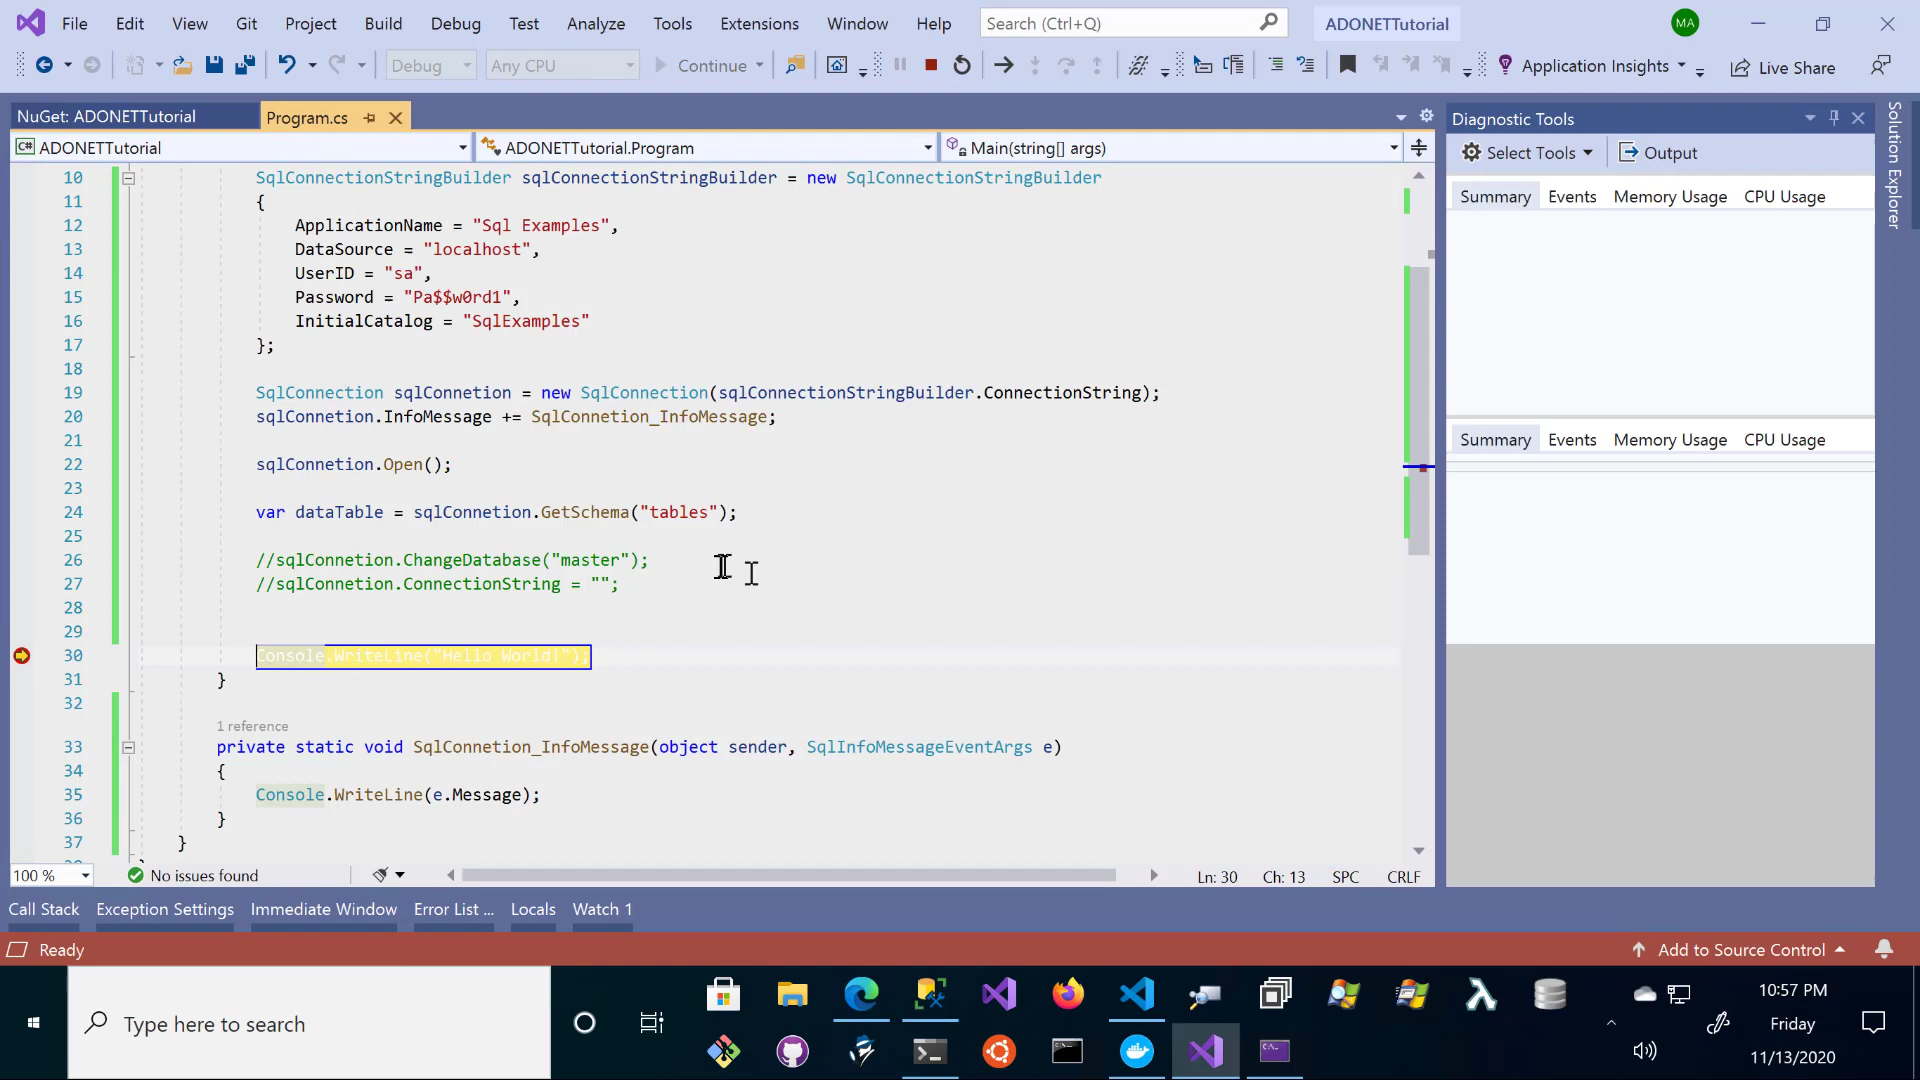 File Edit View Git Project Build Debug Test Analyze Tools Extensions Window Help Search (Ctrl+Q) ADONETTutorial MA
Debug Any CPU Continue Application Insights Live Share
NuGet: ADONETTutorial Program.cs
ADONETTutorial ADONETTutorial.Program Main(string[] args)
10 SqlConnectionStringBuilder sqlConnectionStringBuilder = new SqlConnectionStringBuilder
11 {
12 ApplicationName = "Sql Examples",
13 DataSource = "localhost",
14 UserID = "sa",
15 Password = "Pa$$w0rd1",
16 InitialCatalog = "SqlExamples"
17 };
18
19 SqlConnection sqlConnetion = new SqlConnection(sqlConnectionStringBuilder.ConnectionString);
20 sqlConnetion.InfoMessage += SqlConnetion_InfoMessage;
21
22 sqlConnetion.Open();
23
24 var dataTable = sqlConnetion.GetSchema("tables");
25
26 //sqlConnetion.ChangeDatabase("master");
27 //sqlConnetion.ConnectionString = "";
28
29
30 Console.WriteLine("Hello World!");
31 }
32
1 reference
33 private static void SqlConnetion_InfoMessage(object sender, SqlInfoMessageEventArgs e)
34 {
35 Console.WriteLine(e.Message);
36 }
37 }
100 % No issues found Ln: 30 Ch: 13 SPC CRLF
Diagnostic Tools
Select Tools Output
Summary Events Memory Usage CPU Usage
Summary Events Memory Usage CPU Usage
Solution Explorer
Call Stack Exception Settings Immediate Window Error List ... Locals Watch 1
Ready Add to Source Control
Type here to search
10:57 PM
Friday
11/13/2020